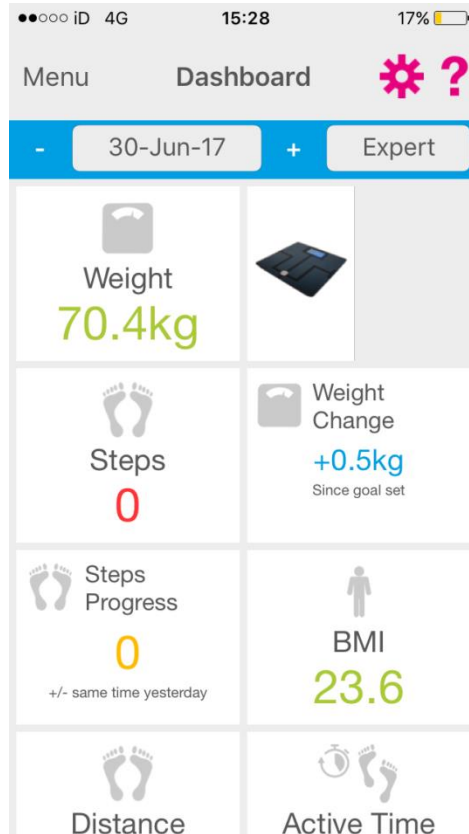 iD 4G 15:28 17%
Menu Dashboard ?
- 30-Jun-17 + Expert
Weight
70.4kg
Steps
0
Weight
Change
+0.5kg
Since goal set
Steps
Progress
0
+/- same time yesterday
BMI
23.6
Distance
Active Time